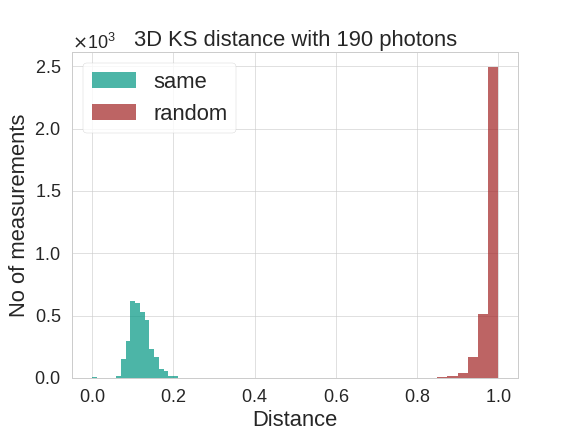 ×10³ 3D KS distance with 190 photons
same
random
No of measurements
2.5
2.0
1.5
1.0
0.5
0.0
0.0 0.2 0.4 0.6 0.8 1.0
Distance